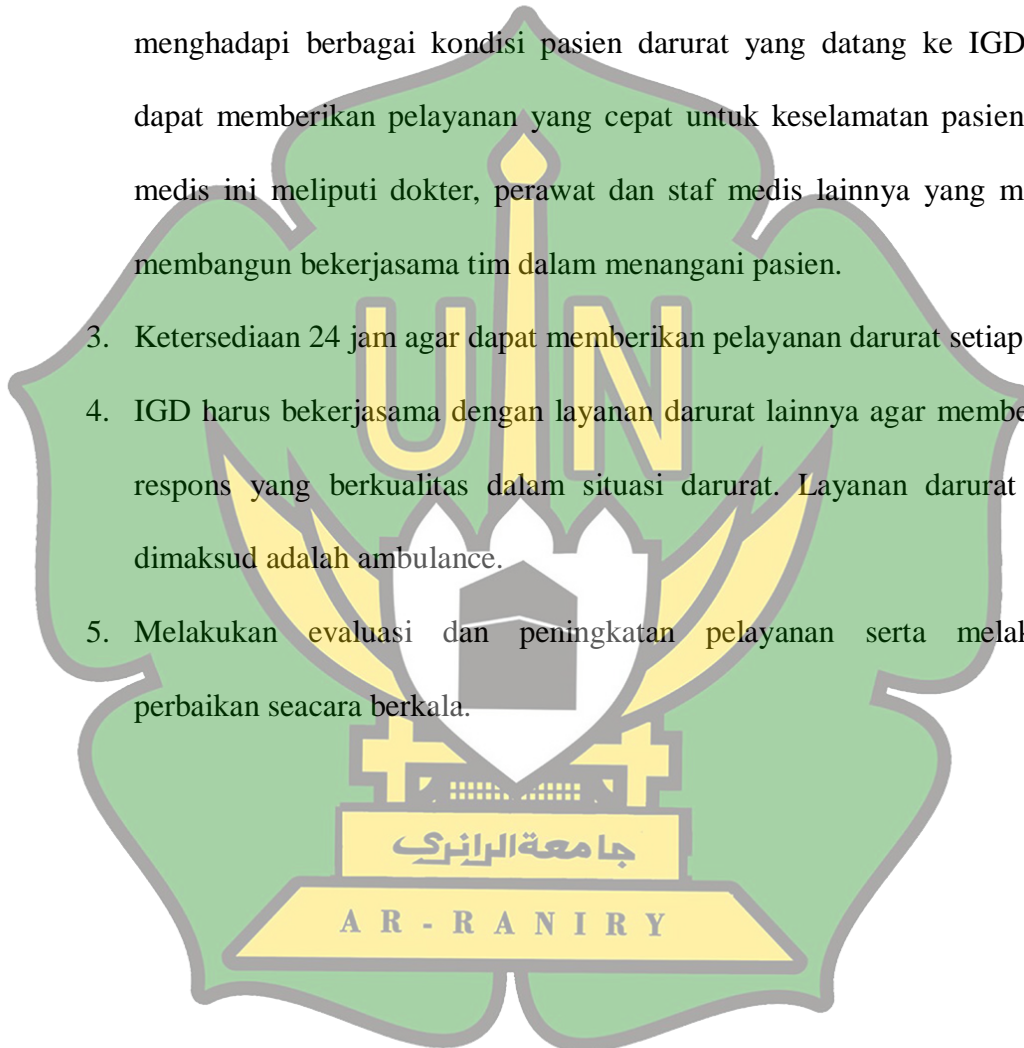 menghadapi berbagai kondisi pasien darurat yang datang ke IGD
dapat memberikan pelayanan yang cepat untuk keselamatan pasien
medis ini meliputi dokter, perawat dan staf medis lainnya yang m
membangun bekerjasama tim dalam menangani pasien.
3. Ketersediaan 24 jam agar dapat memberikan pelayanan darurat setiap
4. IGD harus bekerjasama dengan layanan darurat lainnya agar membe
respons yang berkualitas dalam situasi darurat. Layanan darurat
dimaksud adalah ambulance.
5. Melakukan evaluasi dan peningkatan pelayanan serta melak
perbaikan seacara berkala.
UIN
جامعة الرانري
AR-RANIRY